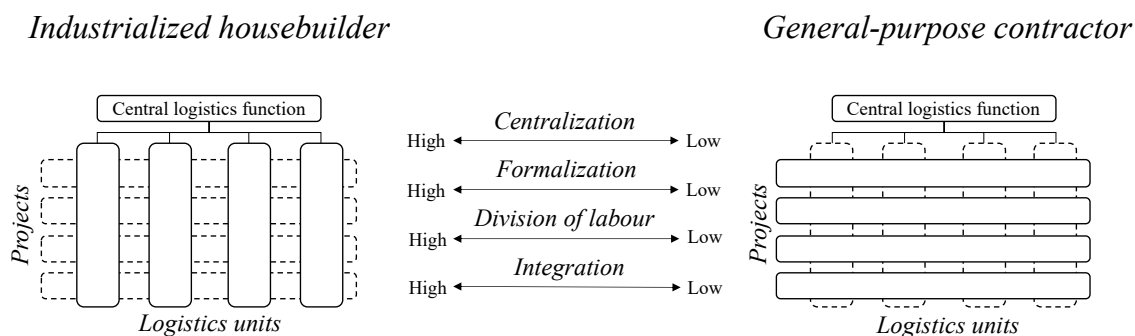 Industrialized housebuilder
General-purpose contractor
Central logistics function
Projects
Logistics units
Centralization
High
Low
Formalization
High
Low
Division of labour
High
Low
Integration
High
Low
Central logistics function
Projects
Logistics units